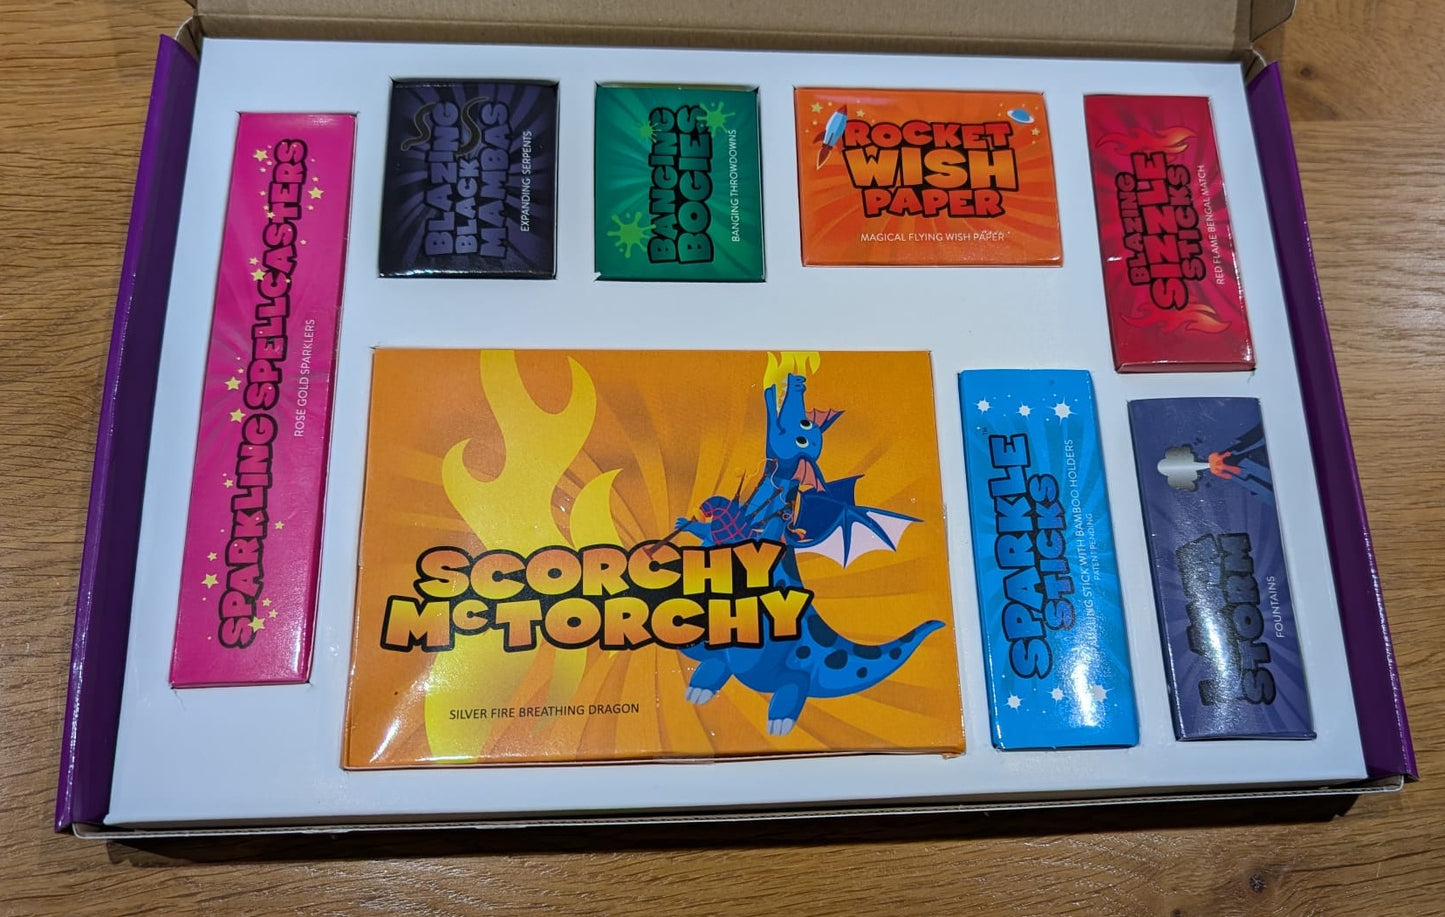 SPARKLING SPELLCASTERS
ROSE GOLD SPARKLERS
BLAZING
BLACK
MAMBAS
EXPANDING SERPENTS
BANGING
BOGIES
BANGING THROWDOWNS
ROCKET
WISH
PAPER
MAGICAL FLYING WISH PAPER
BLAZING
SIZZLE
STICKS
RED FLAME BENGAL MATCH
SCORCHY
McTORCHY
SILVER FIRE BREATHING DRAGON
SPARKLE
STICKS
STICK WITH BAMBOO HOLDERS
PATENT PENDING
STORM
FOUNTAINS